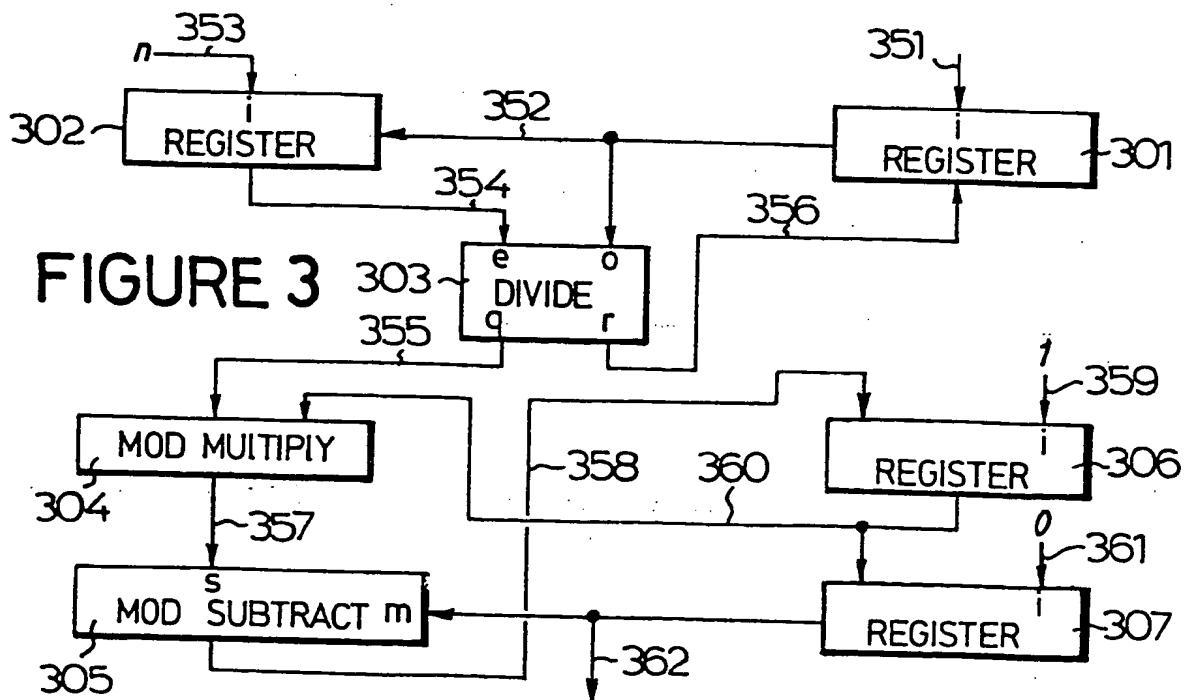 n 353
351
i
302 REGISTER
352
i
REGISTER 301
354
356
FIGURE 3
303
e o
DIVIDE
q r
355
1
359
MOD MULTIPLY
304
358
360
i
REGISTER 306
357
0
361
s
MOD SUBTRACT m
305
362
i
REGISTER 307